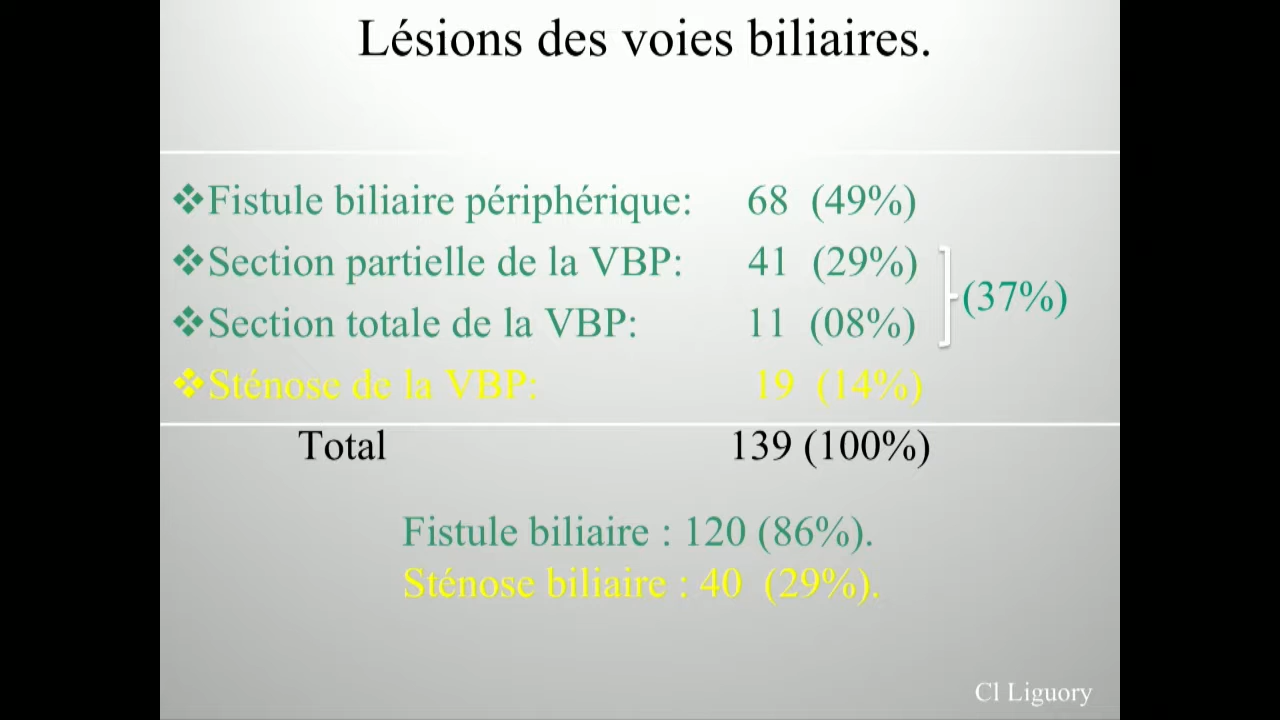 Lésions des voies biliaires.
❖Fistule biliaire périphérique: 68 (49%)
❖Section partielle de la VBP: 41 (29%)
(37%)
❖Section totale de la VBP: 11 (08%)
❖Sténose de la VBP: 19 (14%)
Total 139 (100%)
Fistule biliaire : 120 (86%).
Sténose biliaire : 40 (29%).
Cl Liguory